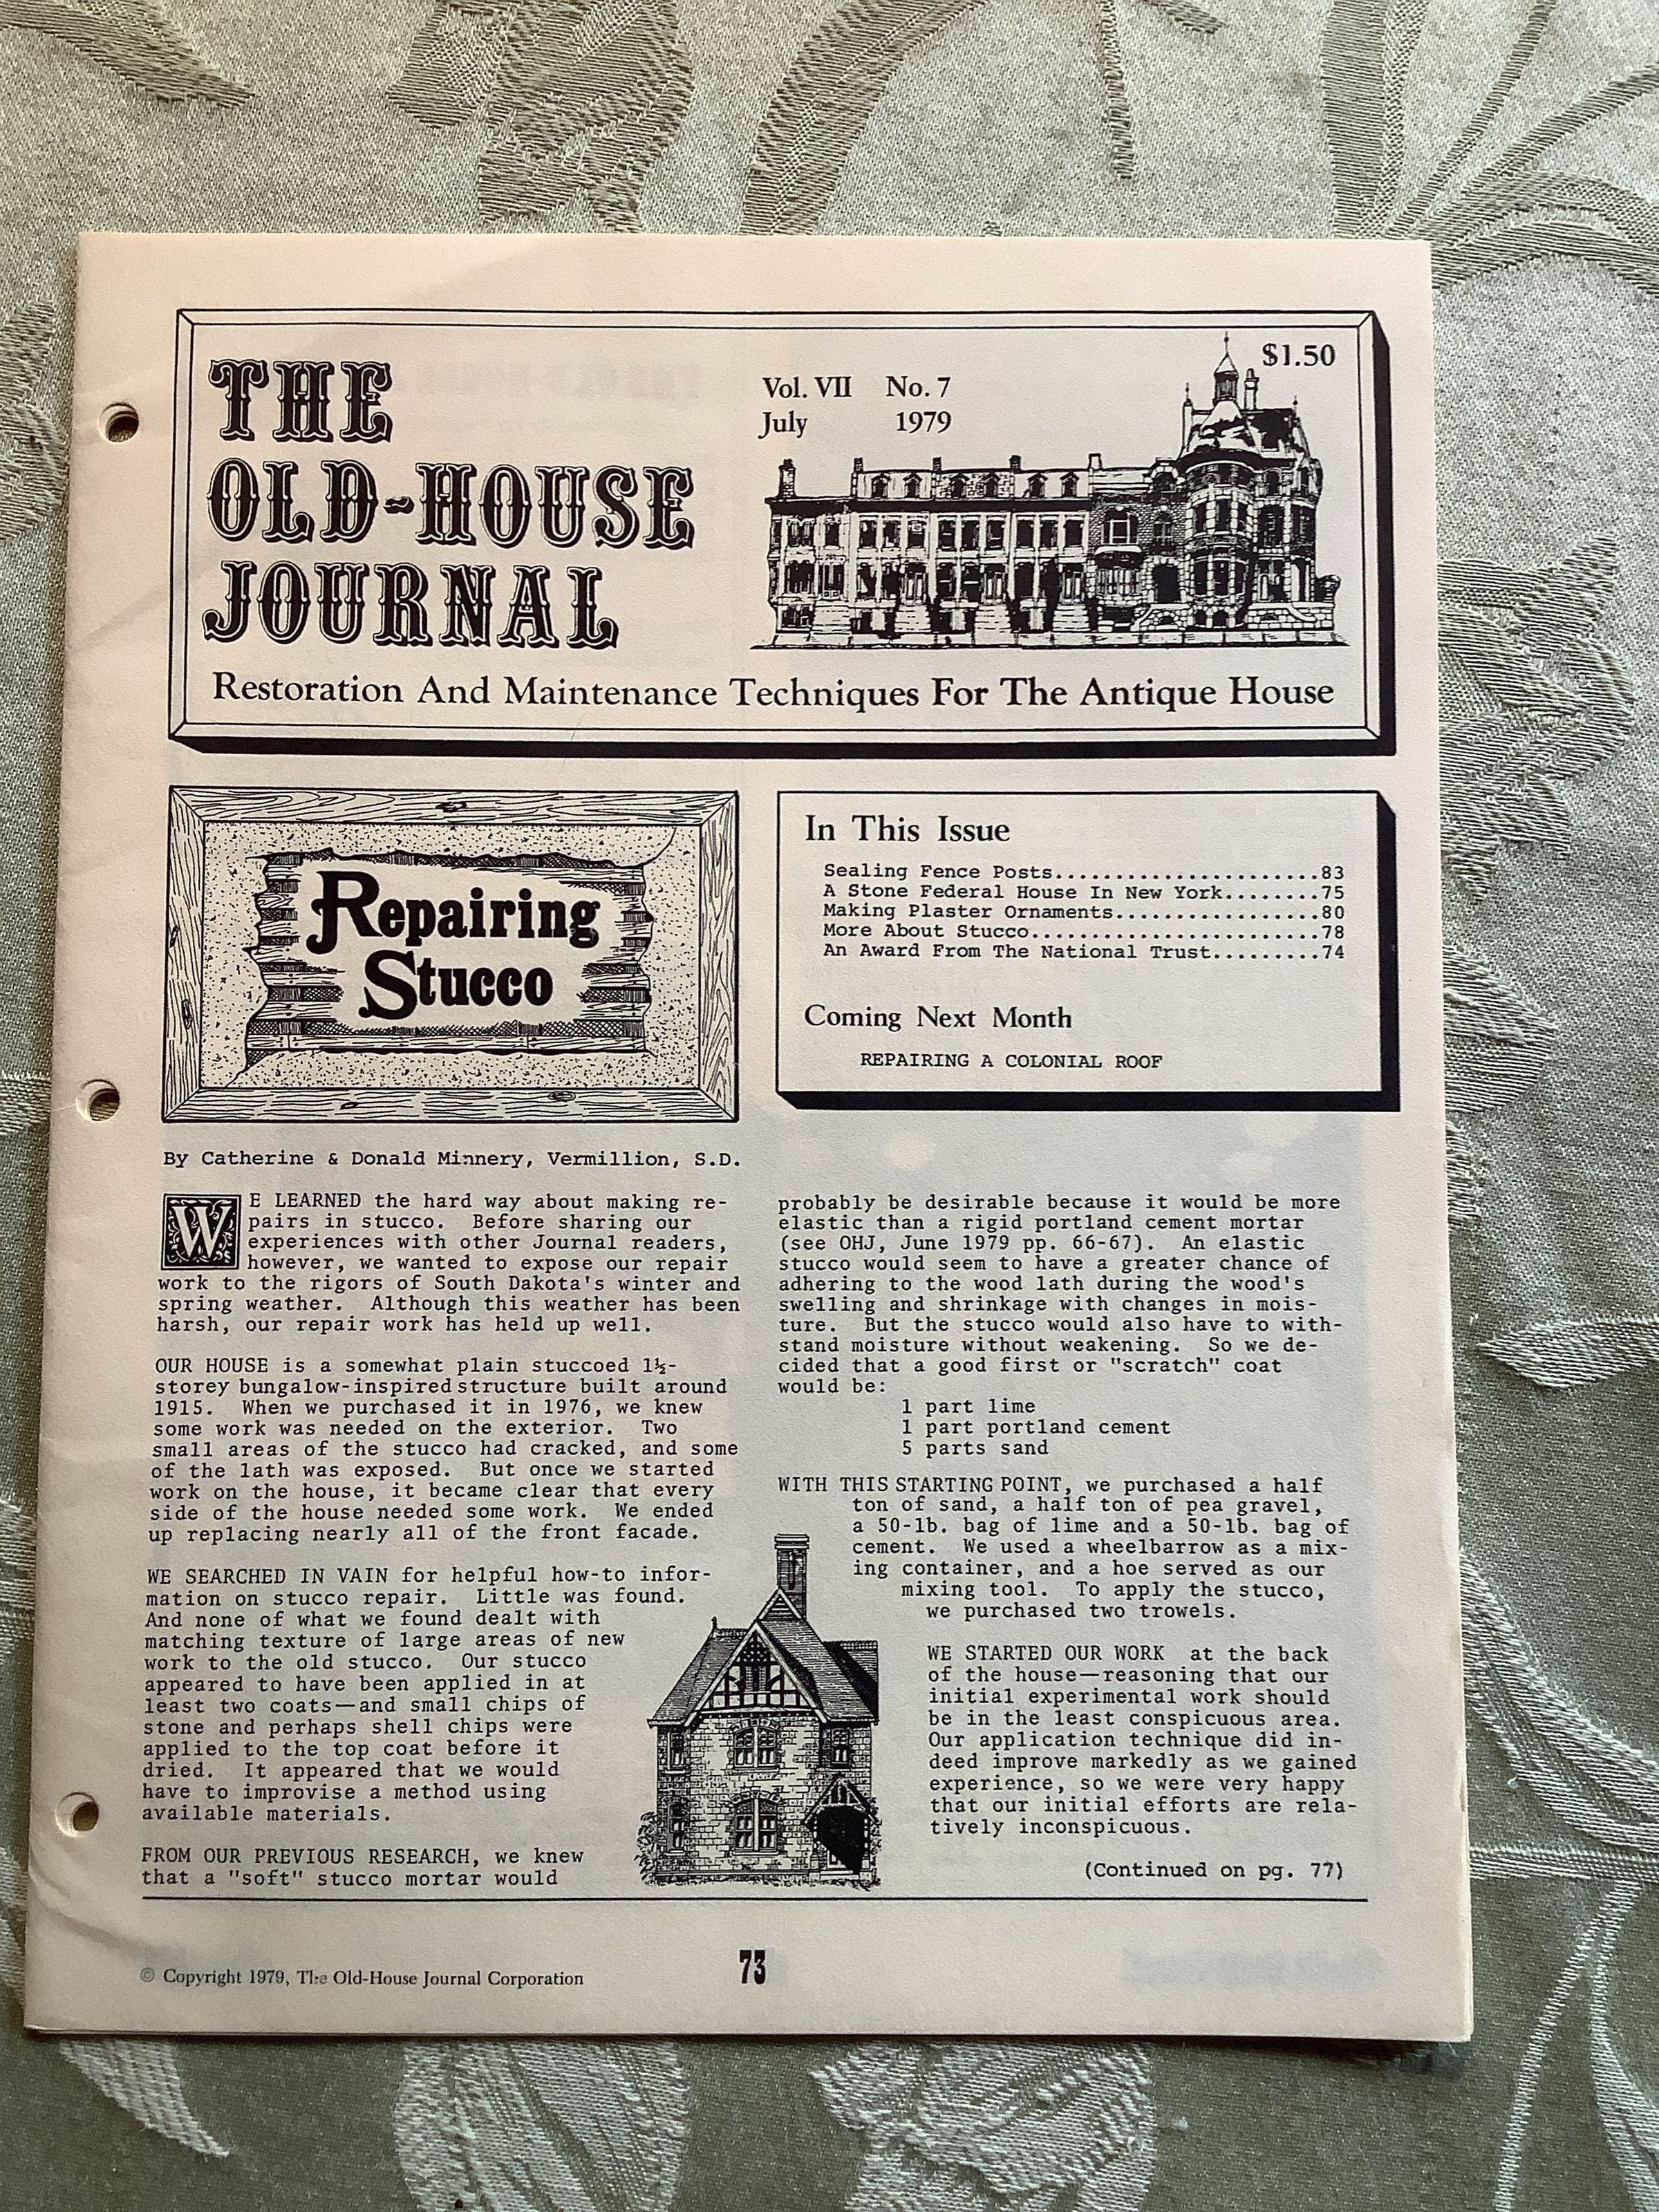 THE
OLD-HOUSE
JOURNAL
Vol. VII No. 7
July 1979
$1.50
Restoration And Maintenance Techniques For The Antique House
Repairing
Stucco
In This Issue
Sealing Fence Posts.......................83
A Stone Federal House In New York........75
Making Plaster Ornaments..................80
More About Stucco.........................78
An Award From The National Trust.........74
Coming Next Month
REPAIRING A COLONIAL ROOF
By Catherine & Donald Minnery, Vermillion, S.D.
WE LEARNED the hard way about making re-
pairs in stucco. Before sharing our
experiences with other Journal readers,
however, we wanted to expose our repair
work to the rigors of South Dakota's winter and
spring weather. Although this weather has been
harsh, our repair work has held up well.
OUR HOUSE is a somewhat plain stuccoed 1½-
storey bungalow-inspired structure built around
1915. When we purchased it in 1976, we knew
some work was needed on the exterior. Two
small areas of the stucco had cracked, and some
of the lath was exposed. But once we started
work on the house, it became clear that every
side of the house needed some work. We ended
up replacing nearly all of the front facade.
WE SEARCHED IN VAIN for helpful how-to infor-
mation on stucco repair. Little was found.
And none of what we found dealt with
matching texture of large areas of new
work to the old stucco. Our stucco
appeared to have been applied in at
least two coats—and small chips of
stone and perhaps shell chips were
applied to the top coat before it
dried. It appeared that we would
have to improvise a method using
available materials.
FROM OUR PREVIOUS RESEARCH, we knew
that a "soft" stucco mortar would
probably be desirable because it would be more
elastic than a rigid portland cement mortar
(see OHJ, June 1979 pp. 66-67). An elastic
stucco would seem to have a greater chance of
adhering to the wood lath during the wood's
swelling and shrinkage with changes in mois-
ture. But the stucco would also have to with-
stand moisture without weakening. So we de-
cided that a good first or "scratch" coat
would be:
1 part lime
1 part portland cement
5 parts sand
WITH THIS STARTING POINT, we purchased a half
ton of sand, a half ton of pea gravel,
a 50-lb. bag of lime and a 50-lb. bag of
cement. We used a wheelbarrow as a mix-
ing container, and a hoe served as our
mixing tool. To apply the stucco,
we purchased two trowels.
WE STARTED OUR WORK at the back
of the house—reasoning that our
initial experimental work should
be in the least conspicuous area.
Our application technique did in-
deed improve markedly as we gained
experience, so we were very happy
that our initial efforts are rela-
tively inconspicuous.
(Continued on pg. 77)
© Copyright 1979, The Old-House Journal Corporation
73